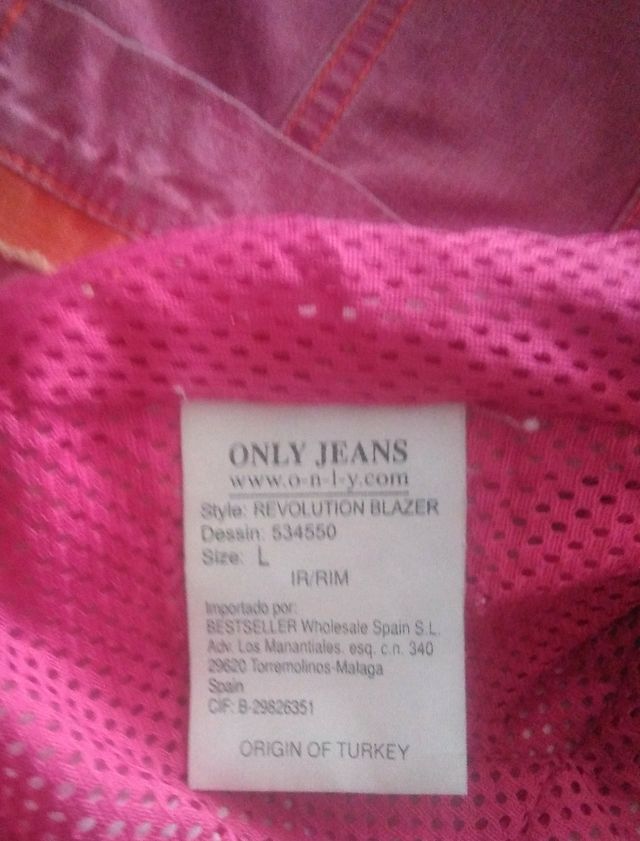 ONLY JEANS
www.o-n-l-y.com
Style: REVOLUTION BLAZER
Dessin: 534550
Size: L
IR/RIM
Importado por:
BESTSELLER Wholesale Spain S.L.
Adv. Los Manantiales. esq. c.n. 340
29620 Torremolinos-Malaga
Spain
CIF: B-29826351
ORIGIN OF TURKEY